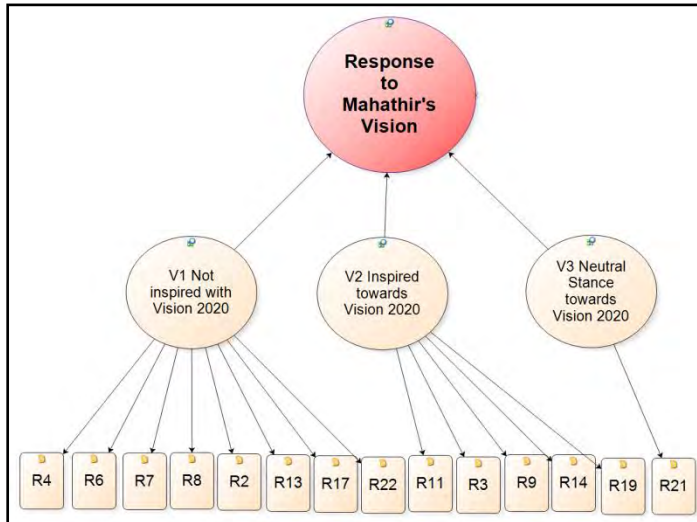 Response
to
Mahathir's
Vision
V1 Not
inspired with
Vision 2020
V2 Inspired
towards
Vision 2020
V3 Neutral
Stance
towards
Vision 2020
R4
R6
R7
R8
R2
R13
R17
R22
R11
R3
R9
R14
R19
R21